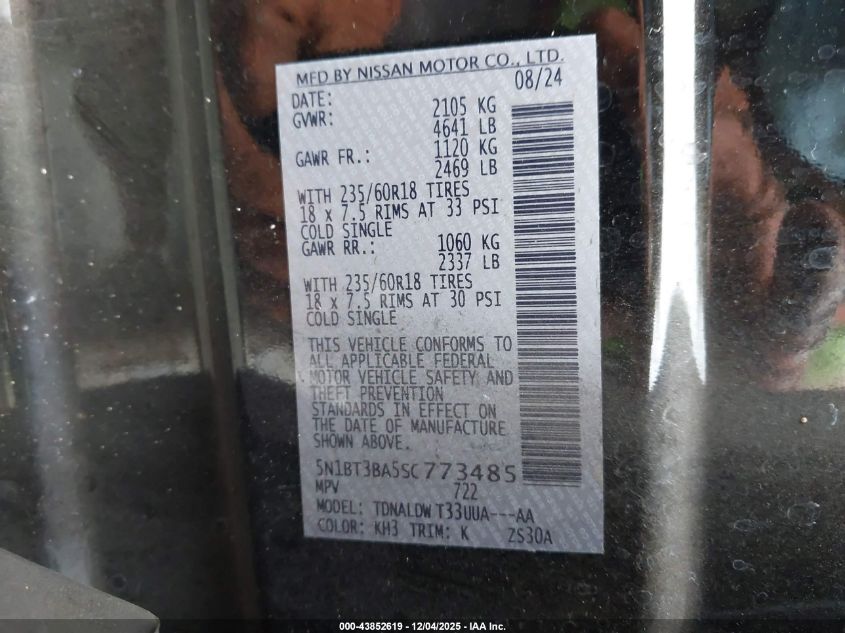 MFD BY NISSAN MOTOR CO., LTD.
DATE: 08/24
GVWR: 2105 KG
4641 LB
GAWR FR.: 1120 KG
2469 LB
WITH 235/60R18 TIRES
18 x 7.5 RIMS AT 33 PSI
COLD SINGLE
GAWR RR.: 1060 KG
2337 LB
WITH 235/60R18 TIRES
18 x 7.5 RIMS AT 30 PSI
COLD SINGLE
THIS VEHICLE CONFORMS TO
ALL APPLICABLE FEDERAL
MOTOR VEHICLE SAFETY AND
THEFT PREVENTION
STANDARDS IN EFFECT ON
THE DATE OF MANUFACTURE
SHOWN ABOVE.
5N1BT3BA5SC773485
MPV 722
MODEL: TDNALDW T33UUA---AA
COLOR: KH3 TRIM: K ZS30A
000-43852619 - 12/04/2025 - IAA Inc.